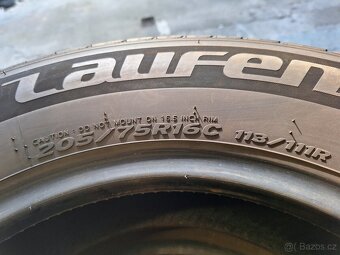 Laufen
CAUTION : DO NOT MOUNT ON 16.5 INCH RIM
205/75R16C 113/111R
Bazos.cz